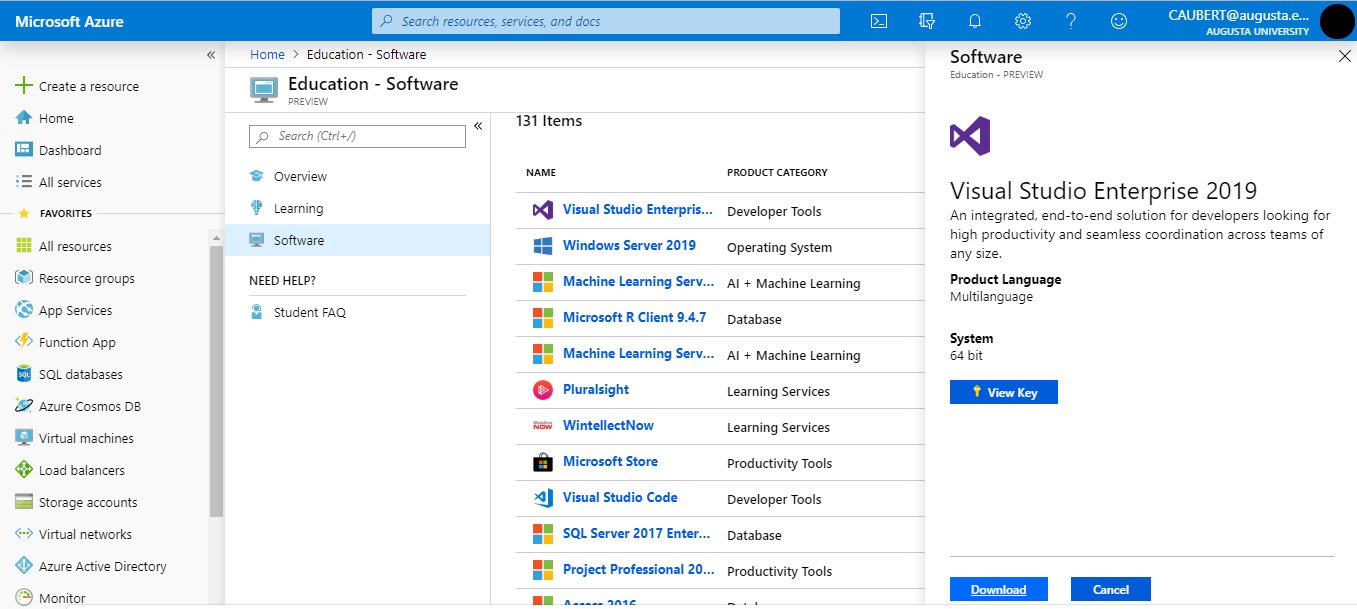 Microsoft Azure
Search resources, services, and docs
CAUBERT@augusta.e...
AUGUSTA UNIVERSITY
Create a resource
Home
Dashboard
All services
FAVORITES
All resources
Resource groups
App Services
Function App
SQL databases
Azure Cosmos DB
Virtual machines
Load balancers
Storage accounts
Virtual networks
Azure Active Directory
Monitor
Home > Education - Software
Education - Software
PREVIEW
Search (Ctrl+/)
Overview
Learning
Software
NEED HELP?
Student FAQ
131 Items
NAME PRODUCT CATEGORY
Visual Studio Enterpris... Developer Tools
Windows Server 2019 Operating System
Machine Learning Serv... AI + Machine Learning
Microsoft R Client 9.4.7 Database
Machine Learning Serv... AI + Machine Learning
Pluralsight Learning Services
WintellectNow Learning Services
Microsoft Store Productivity Tools
Visual Studio Code Developer Tools
SQL Server 2017 Enter... Database
Project Professional 20... Productivity Tools
Access 2016 Database
Software
Education - PREVIEW
Visual Studio Enterprise 2019
An integrated, end-to-end solution for developers looking for
high productivity and seamless coordination across teams of
any size.
Product Language
Multilanguage
System
64 bit
View Key
Download Cancel